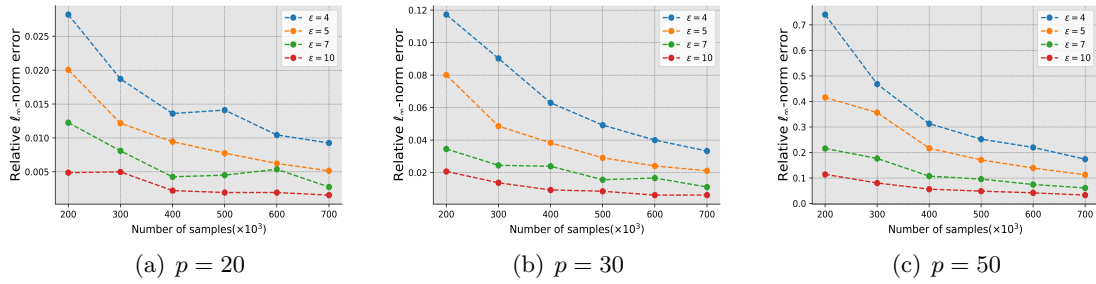 Relative ℓ∞-norm error
0.025
0.020
0.015
0.010
0.005
200 300 400 500 600 700
Number of samples(×10³)
ε = 4
ε = 5
ε = 7
ε = 10
(a) p = 20
Relative ℓ∞-norm error
0.12
0.10
0.08
0.06
0.04
0.02
200 300 400 500 600 700
Number of samples(×10³)
ε = 4
ε = 5
ε = 7
ε = 10
(b) p = 30
Relative ℓ∞-norm error
0.7
0.6
0.5
0.4
0.3
0.2
0.1
0.0
200 300 400 500 600 700
Number of samples(×10³)
ε = 4
ε = 5
ε = 7
ε = 10
(c) p = 50